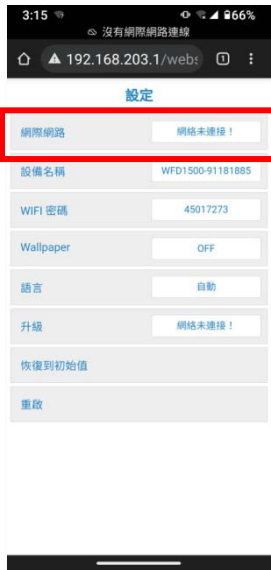 3:15 66%
沒有網際網路連線
192.168.203.1/webs 1
設定
網際網路 網絡未連接！
設備名稱 WFD1500-91181885
WIFI 密碼 45017273
Wallpaper OFF
語言 自動
升級 網絡未連接！
恢復到初始值
重啟